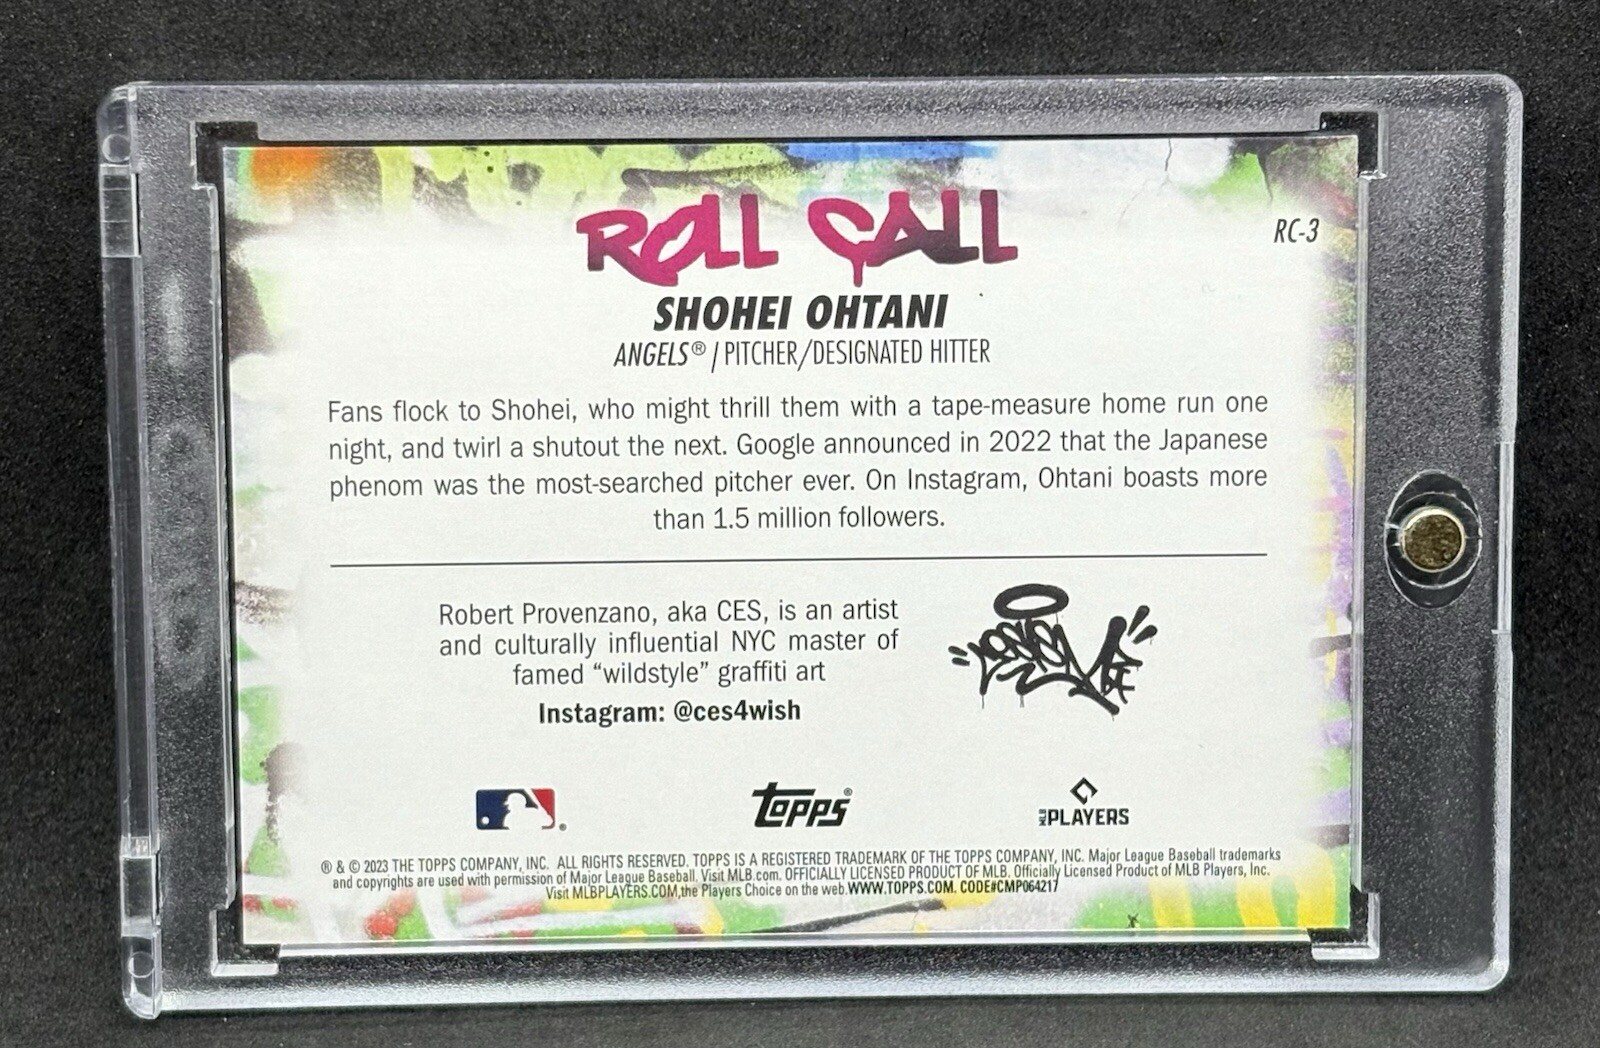 ROLL CALL
RC-3
SHOHEI OHTANI
ANGELS® / PITCHER/DESIGNATED HITTER
Fans flock to Shohei, who might thrill them with a tape-measure home run one
night, and twirl a shutout the next. Google announced in 2022 that the Japanese
phenom was the most-searched pitcher ever. On Instagram, Ohtani boasts more
than 1.5 million followers.
Robert Provenzano, aka CES, is an artist
and culturally influential NYC master of
famed “wildstyle” graffiti art
Instagram: @ces4wish
Topps®
MLB PLAYERS
® & © 2023 THE TOPPS COMPANY, INC. ALL RIGHTS RESERVED. TOPPS IS A REGISTERED TRADEMARK OF THE TOPPS COMPANY, INC. Major League Baseball trademarks
and copyrights are used with permission of Major League Baseball. Visit MLB.com. OFFICIALLY LICENSED PRODUCT OF MLB. Officially Licensed Product of MLB Players, Inc.
Visit MLBPLAYERS.COM,the Players Choice on the web.WWW.TOPPS.COM. CODE#CMP064217